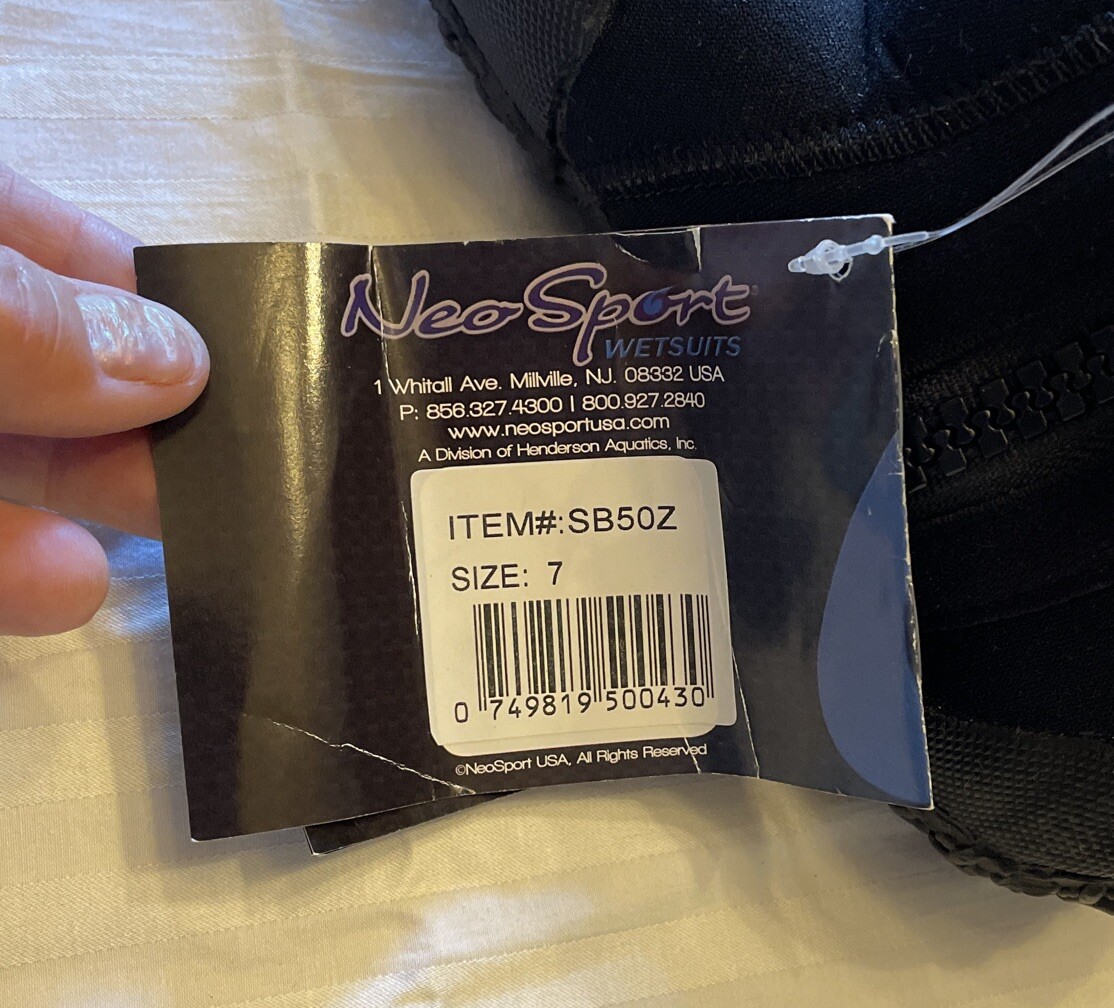 NeoSport
WETSUITS
1 Whitall Ave. Millville, NJ. 08332 USA
P: 856.327.4300 | 800.927.2840
www.neosportusa.com
A Division of Henderson Aquatics, Inc.
ITEM#:SB50Z
SIZE: 7
0 749819 500430
©NeoSport USA, All Rights Reserved